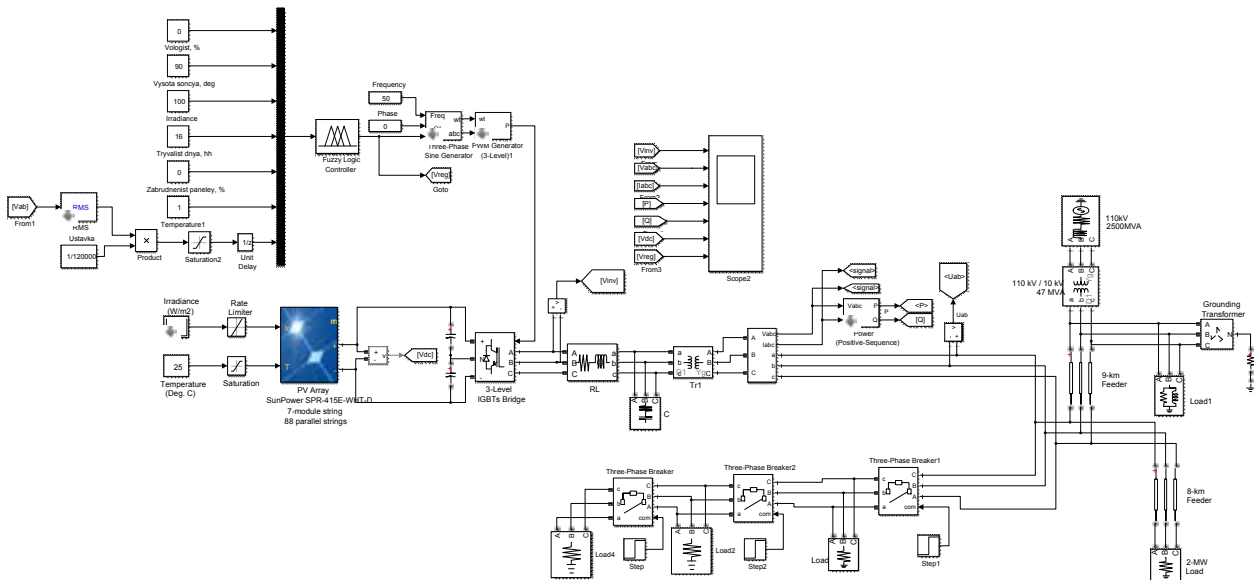 0
Vologist, %
90
Vysota soncya, deg
100
Irradiance
16
Tryvalist dnya, hh
0
Zabrudnenist paneley, %
1
Temperature1
[Vab]
From1
RMS
RMS
Ustavka
1/120000
×
Product
Saturation2
1/z
Unit
Delay
Fuzzy Logic
Controller
Frequency
50
Phase
0
Freq
wt
abc
Three-Phase
Sine Generator
wt
P
PWM Generator
(3-Level)1
[Vreg]
Goto
[Vinv]
[Vabc]
[Iabc]
[P]
[Q]
[Vdc]
[Vreg]
From3
Scope2
Irradiance
(W/m2)
Rate
Limiter
25
Temperature
(Deg. C)
Saturation
Ir
T
m
+
-
PV Array
SunPower SPR-415E-WHT-D
7-module string
88 parallel strings
+
-
v
[Vdc]
+
N
-
A
B
C
3-Level
IGBTs Bridge
[Vinv]
A
B
C
a
b
c
RL
A B C
C
a
b
c
A
B
C
Tr1
Vabc
Iabc
a
b
c
<signal>
<signal>
Vabc
P
Q
Power
(Positive-Sequence)
P
<P>
[Q]
<Uab>
Uab
110kV
2500MVA
A B C
A B C
110 kV / 10 kV
47 MVA
a b c
Grounding
Transformer
A
B
C
N
9-km
Feeder
A B C
Load1
8-km
Feeder
A B C
2-MW
Load
Three-Phase Breaker
c
b
a
C
B
A
com
A B C
Load4
Step
Three-Phase Breaker2
c
b
a
C
B
A
com
A B C
Load2
Step2
Three-Phase Breaker1
c
b
a
C
B
A
com
A B C
Load
Step1